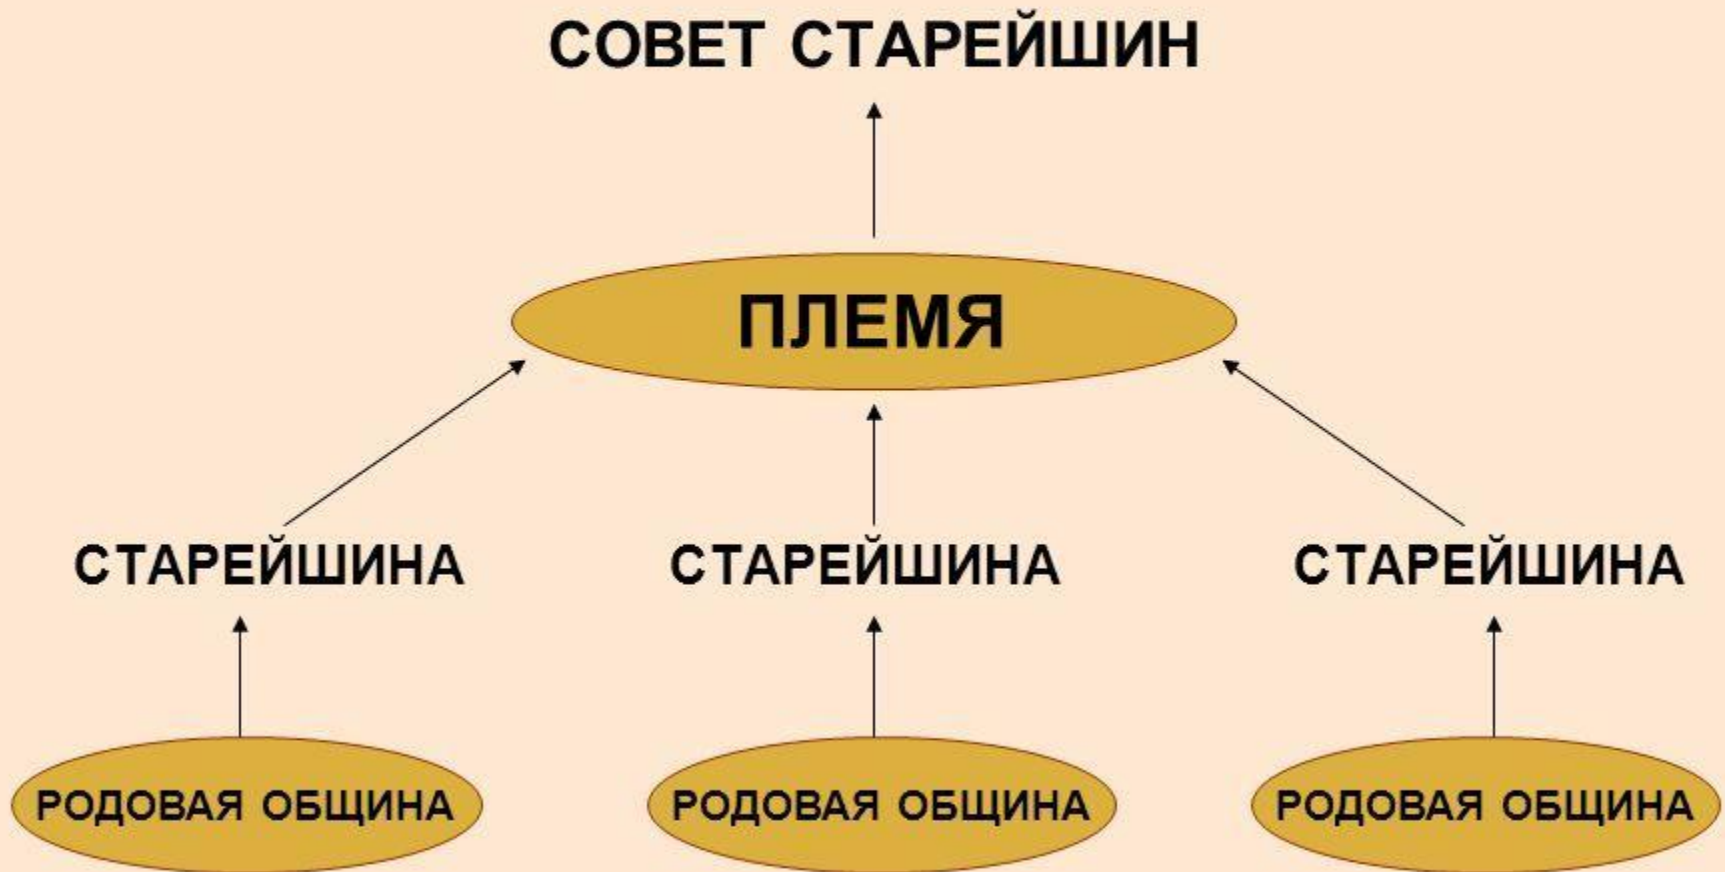 СОВЕТ СТАРЕЙШИН
ПЛЕМЯ
СТАРЕЙШИНА
СТАРЕЙШИНА
СТАРЕЙШИНА
РОДОВАЯ ОБЩИНА
РОДОВАЯ ОБЩИНА
РОДОВАЯ ОБЩИНА